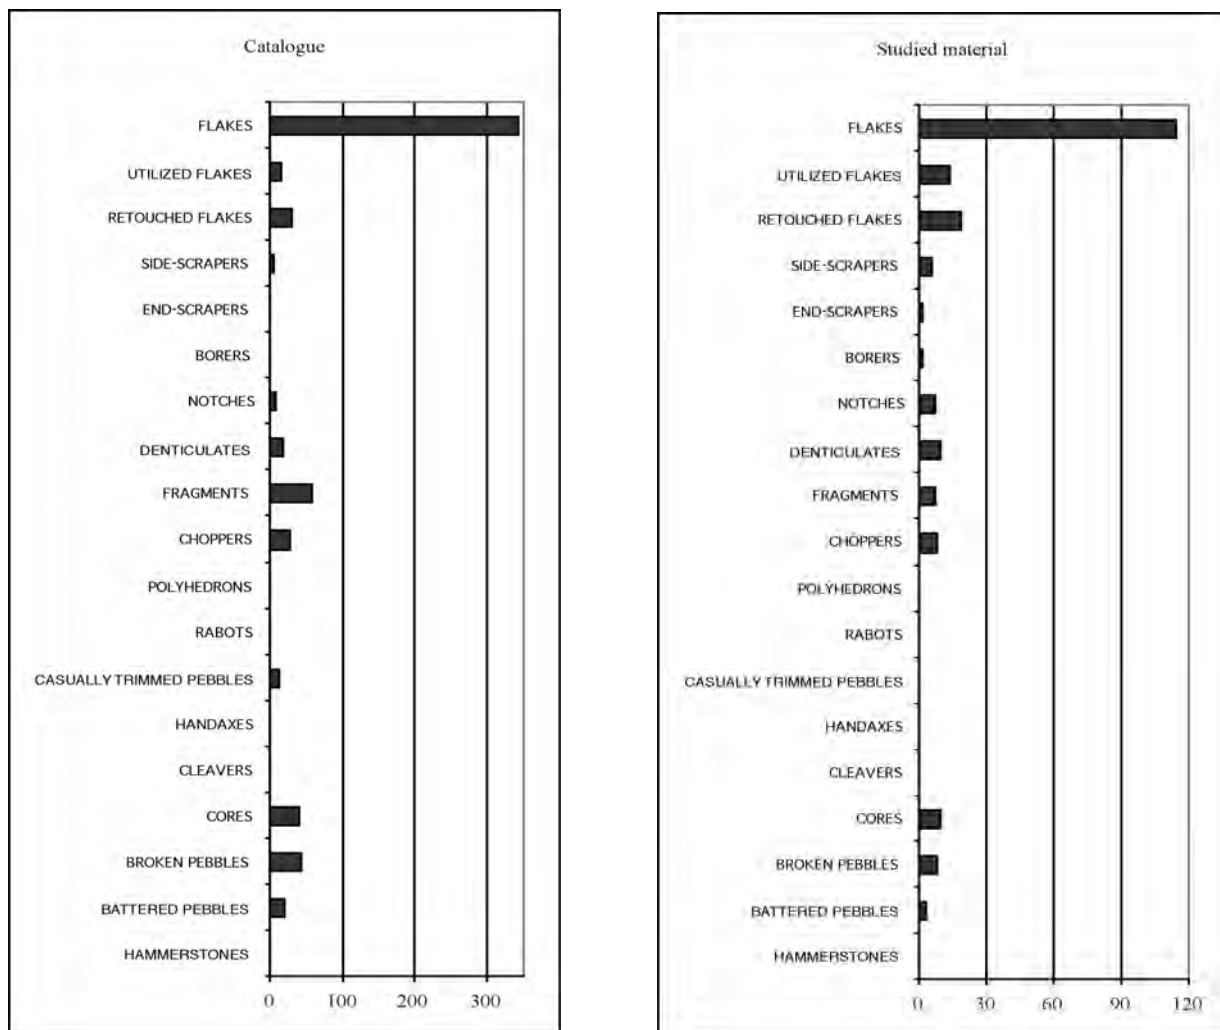 Catalogue
FLAKES
UTILIZED FLAKES
RETOUCHED FLAKES
SIDE-SCRAPERS
END-SCRAPERS
BORERS
NOTCHES
DENTICULATES
FRAGMENTS
CHOPPERS
POLYHEDRONS
RABOTS
CASUALLY TRIMMED PEBBLES
HANDAXES
CLEAVERS
CORES
BROKEN PEBBLES
BATTERED PEBBLES
HAMMERSTONES
0 100 200 300
Studied material
FLAKES
UTILIZED FLAKES
RETOUCHED FLAKES
SIDE-SCRAPERS
END-SCRAPERS
BORERS
NOTCHES
DENTICULATES
FRAGMENTS
CHOPPERS
POLYHEDRONS
RABOTS
CASUALLY TRIMMED PEBBLES
HANDAXES
CLEAVERS
CORES
BROKEN PEBBLES
BATTERED PEBBLES
HAMMERSTONES
0 30 60 90 120